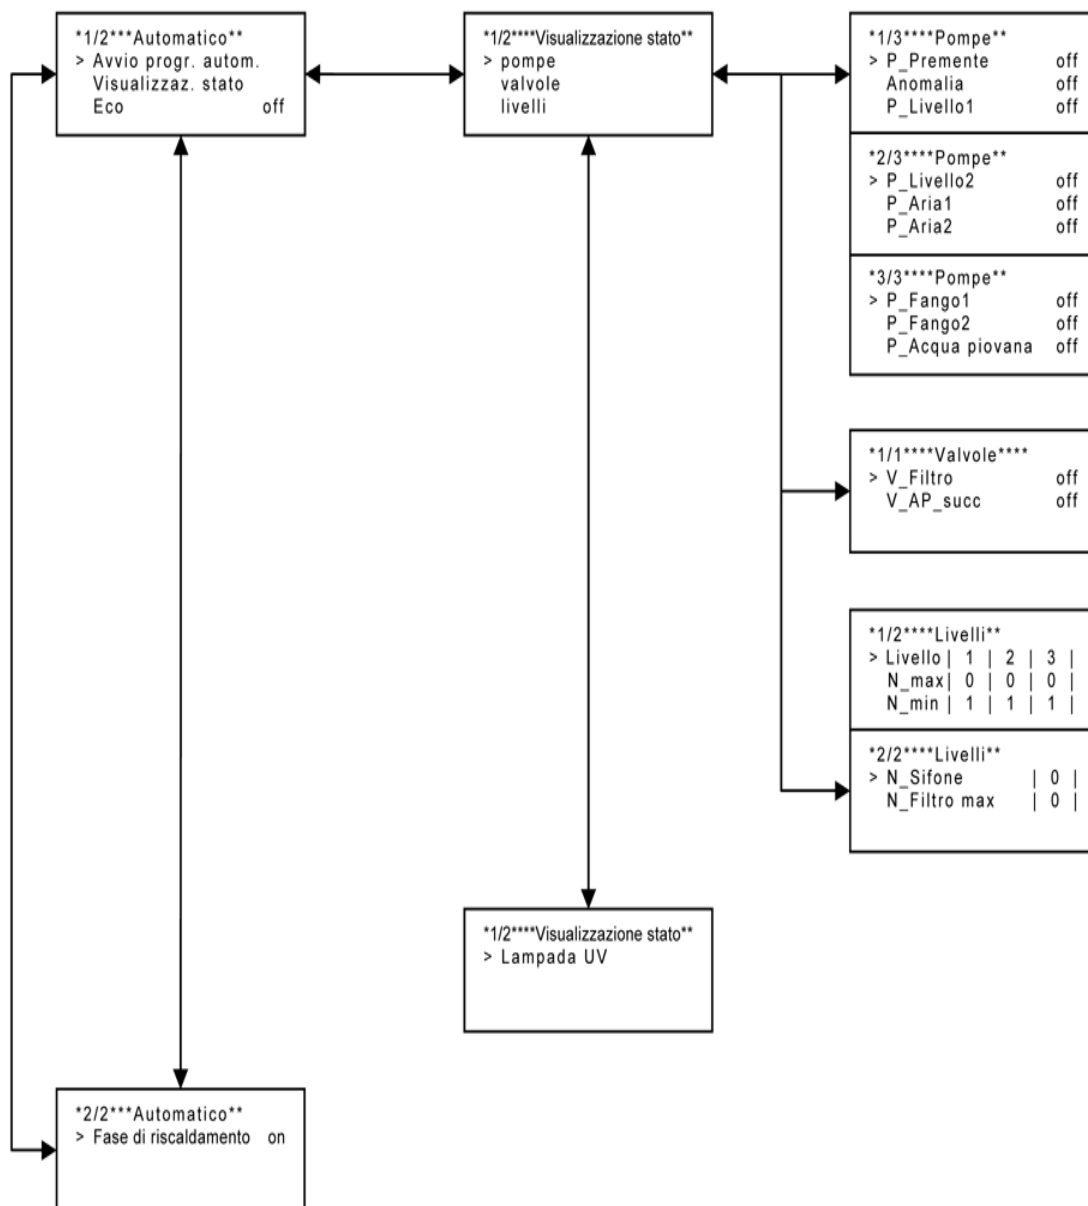 *1/2***Automatico**
> Avvio progr. autom.
Visualizzaz. stato
Eco off
*1/2****Visualizzazione stato**
> pompe
valvole
livelli
*1/3****Pompe**
> P_Premente off
Anomalia off
P_Livello1 off
*2/3****Pompe**
> P_Livello2 off
P_Aria1 off
P_Aria2 off
*3/3****Pompe**
> P_Fango1 off
P_Fango2 off
P_Acqua piovana off
*1/1****Valvole****
> V_Filtro off
V_AP_succ off
*1/2****Livelli**
> Livello | 1 | 2 | 3 |
N_max | 0 | 0 | 0 |
N_min | 1 | 1 | 1 |
*2/2****Livelli**
> N_Sifone | 0 |
N_Filtro max | 0 |
*1/2****Visualizzazione stato**
> Lampada UV
*2/2***Automatico**
> Fase di riscaldamento on